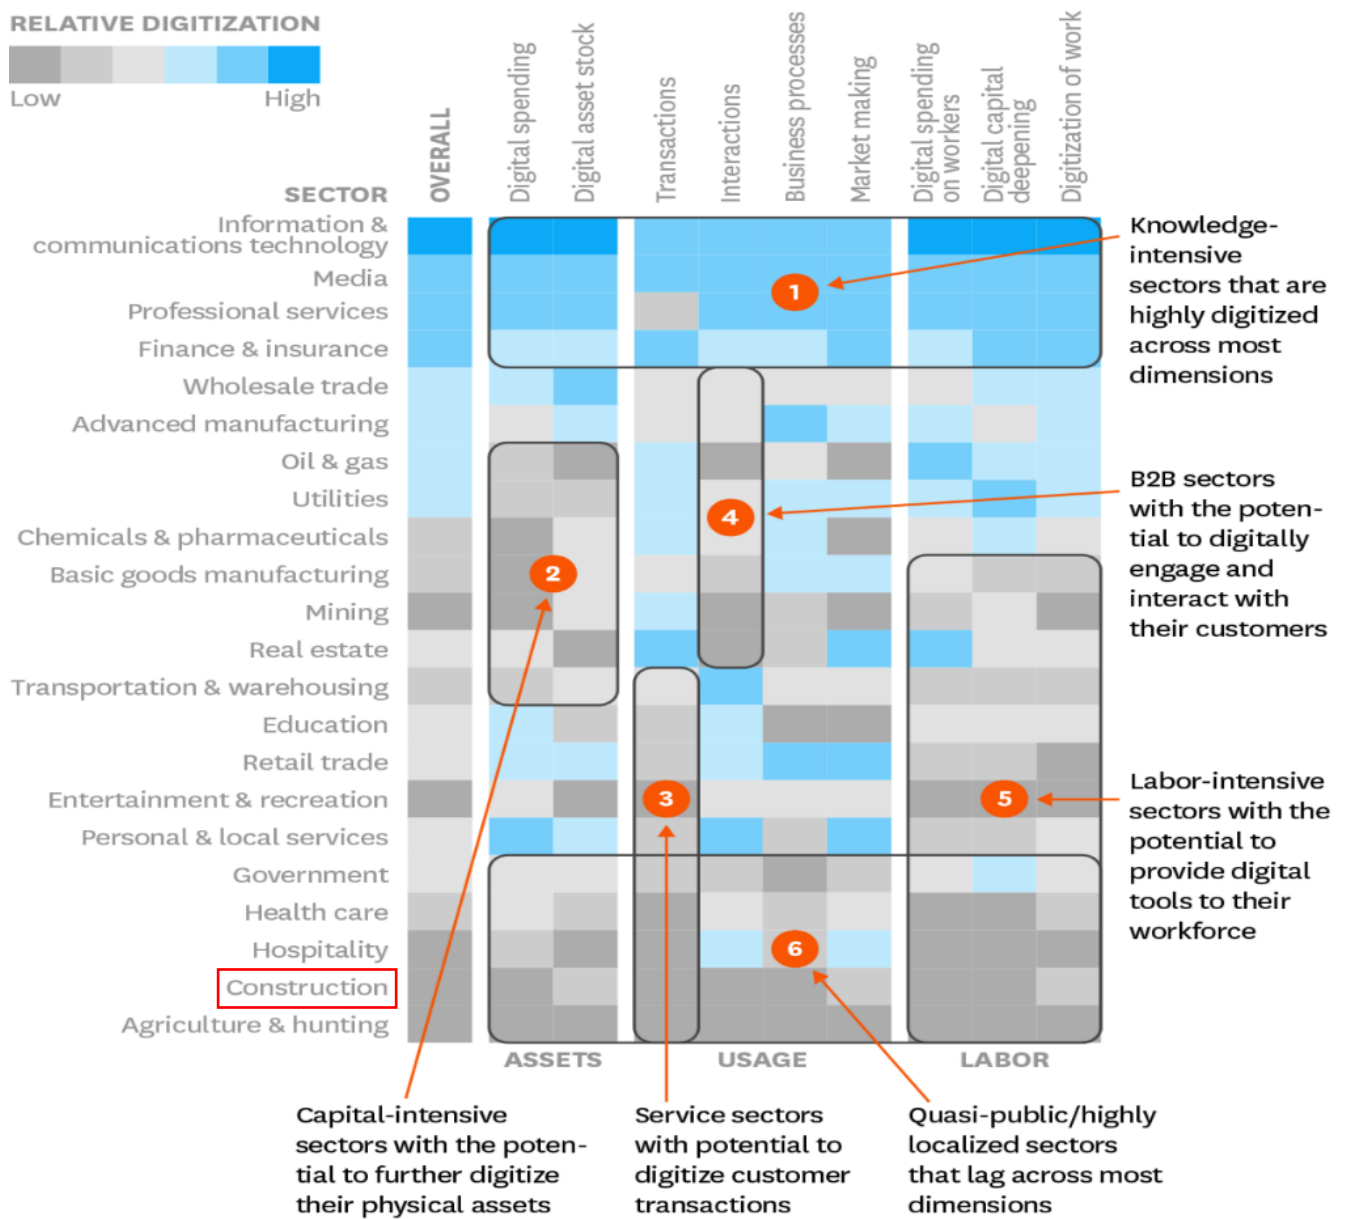 RELATIVE DIGITIZATION
Low
High
SECTOR
OVERALL
Digital spending
Digital asset stock
Transactions
Interactions
Business processes
Market making
Digital spending
on workers
Digital capital
deepening
Digitization of work
Information &
communications technology
Media
Professional services
Finance & insurance
Wholesale trade
Advanced manufacturing
Oil & gas
Utilities
Chemicals & pharmaceuticals
Basic goods manufacturing
Mining
Real estate
Transportation & warehousing
Education
Retail trade
Entertainment & recreation
Personal & local services
Government
Health care
Hospitality
Construction
Agriculture & hunting
1
4
2
3
5
6
Knowledge-
intensive
sectors that are
highly digitized
across most
dimensions
B2B sectors
with the poten-
tial to digitally
engage and
interact with
their customers
Labor-intensive
sectors with the
potential to
provide digital
tools to their
workforce
ASSETS
USAGE
LABOR
Capital-intensive
sectors with the poten-
tial to further digitize
their physical assets
Service sectors
with potential to
digitize customer
transactions
Quasi-public/highly
localized sectors
that lag across most
dimensions